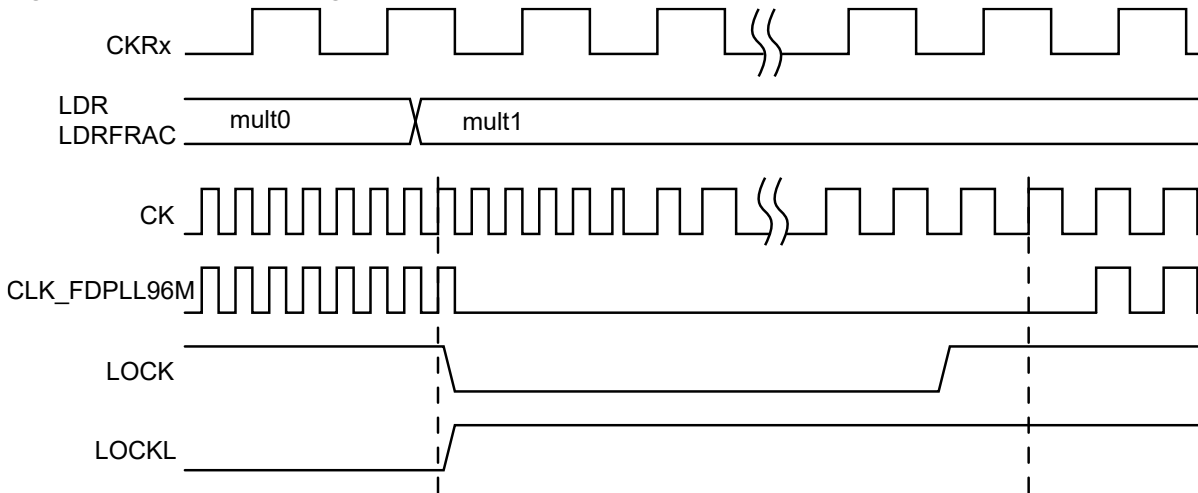 CKRx
LDR
LDRFRAC
mult0
mult1
CK
CLK_FDPLL96M
LOCK
LOCKL